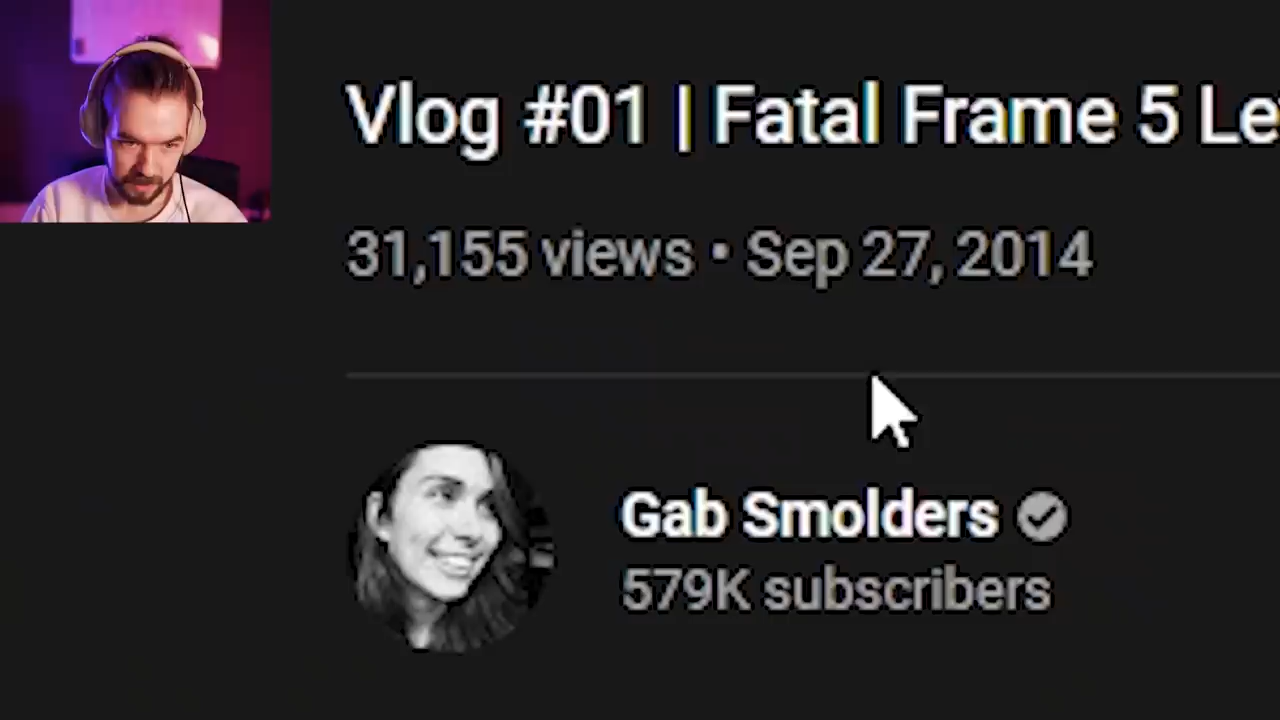 Vlog #01 | Fatal Frame 5 Le
31,155 views • Sep 27, 2014
Gab Smolders
579K subscribers